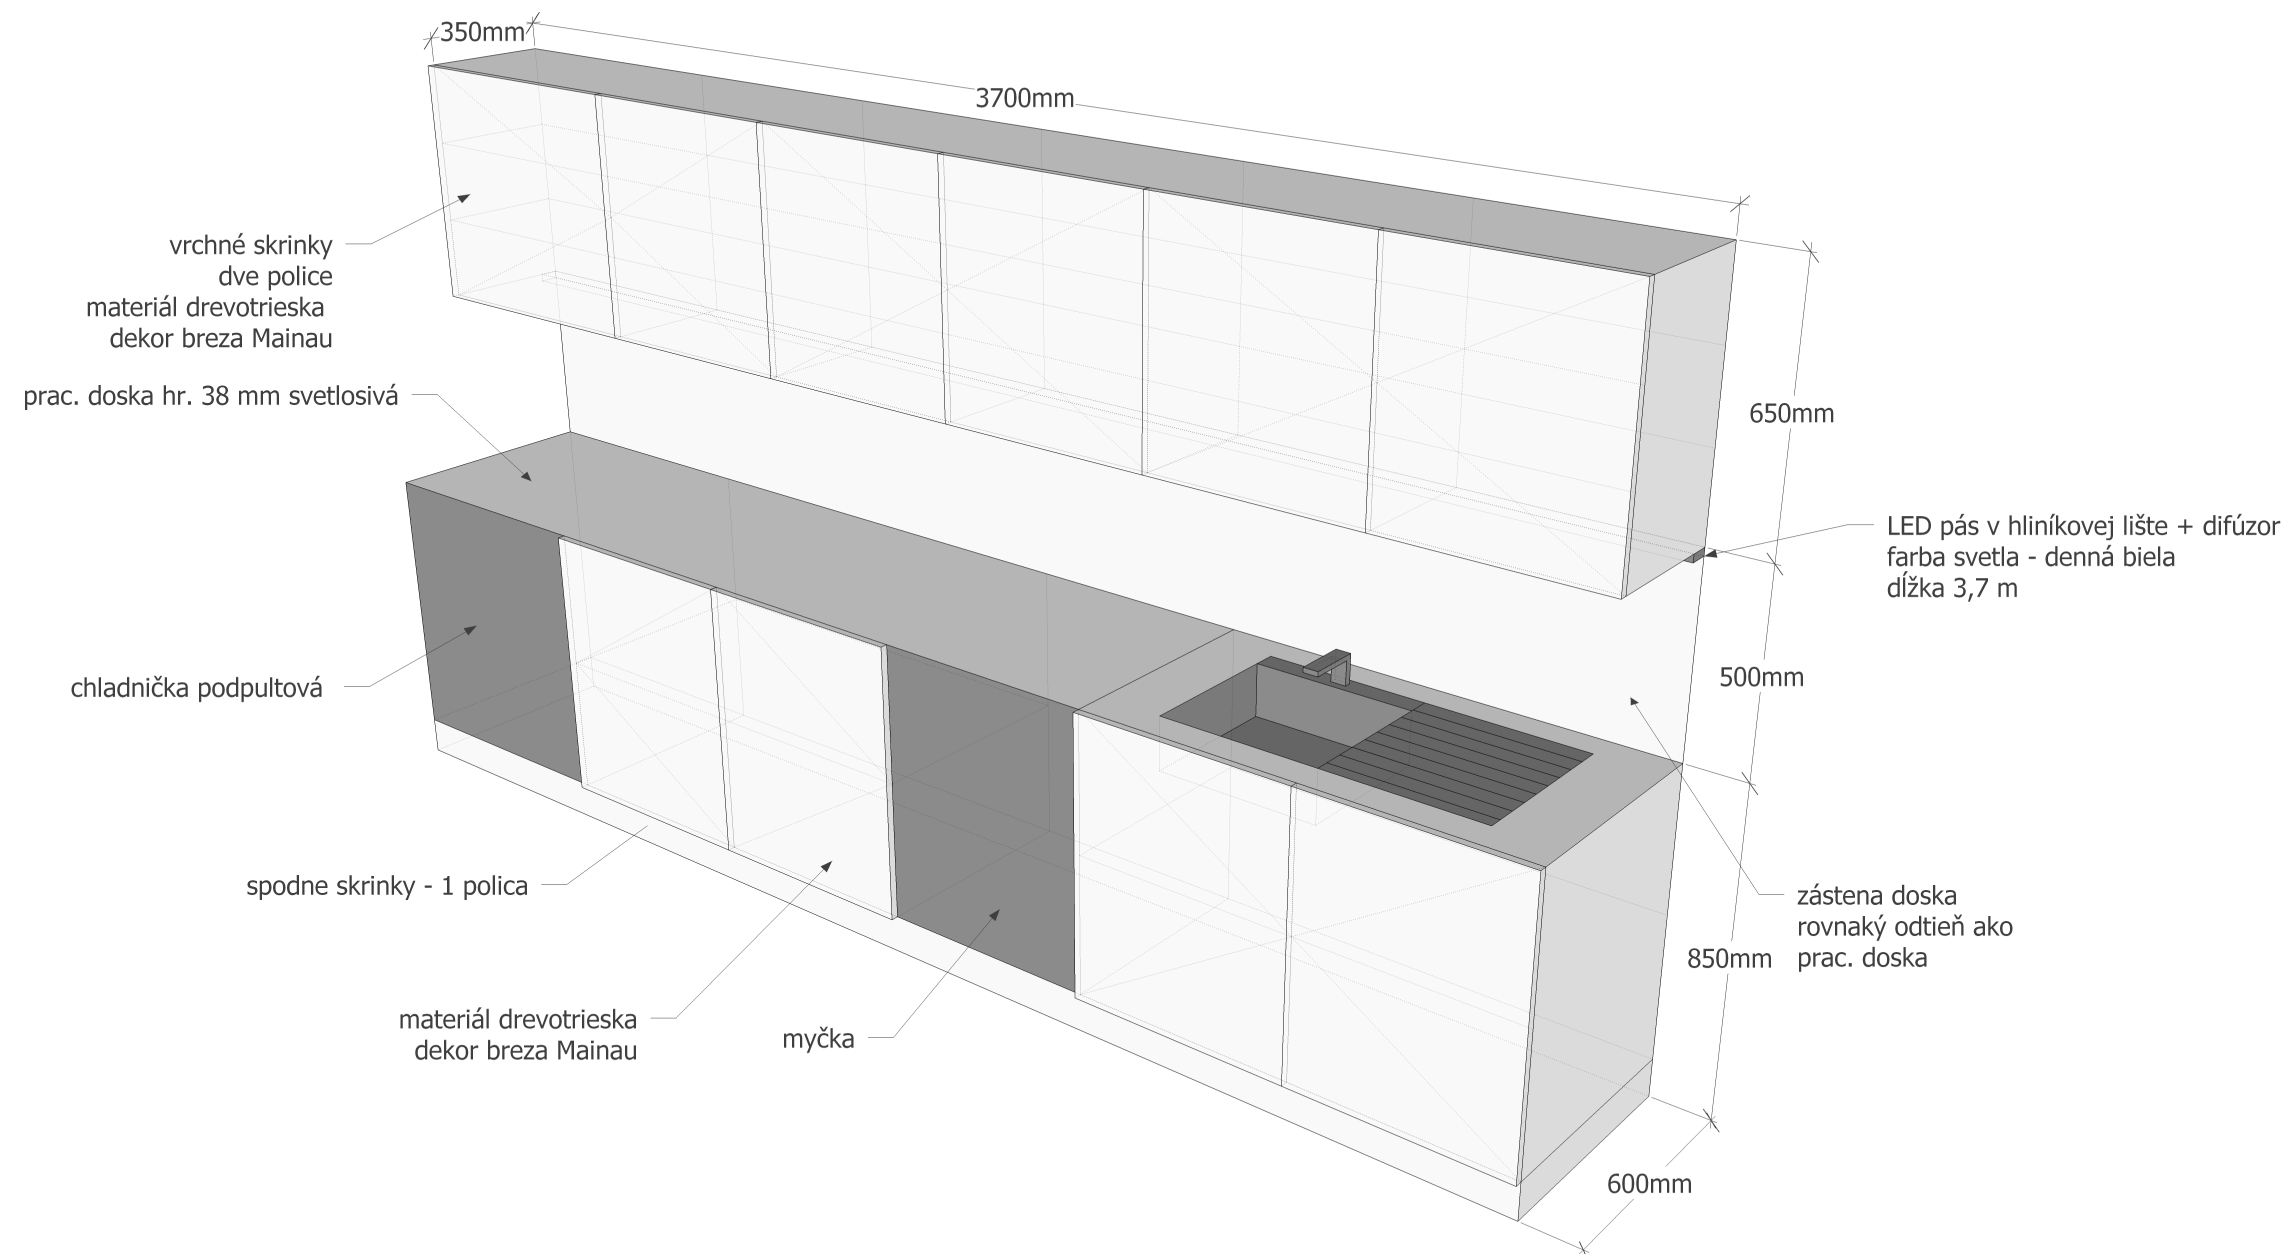 350mm
3700mm
vrchné skrinky
dve police
materiál drevotrieska
dekor breza Mainau
prac. doska hr. 38 mm svetlosivá
650mm
LED pás v hliníkovej lište + difúzor
farba svetla - denná biela
dĺžka 3,7 m
chladnička podpultová
500mm
spodne skrinky - 1 polica
zástena doska
rovnaký odtieň ako
prac. doska
850mm
materiál drevotrieska
dekor breza Mainau
myčka
600mm